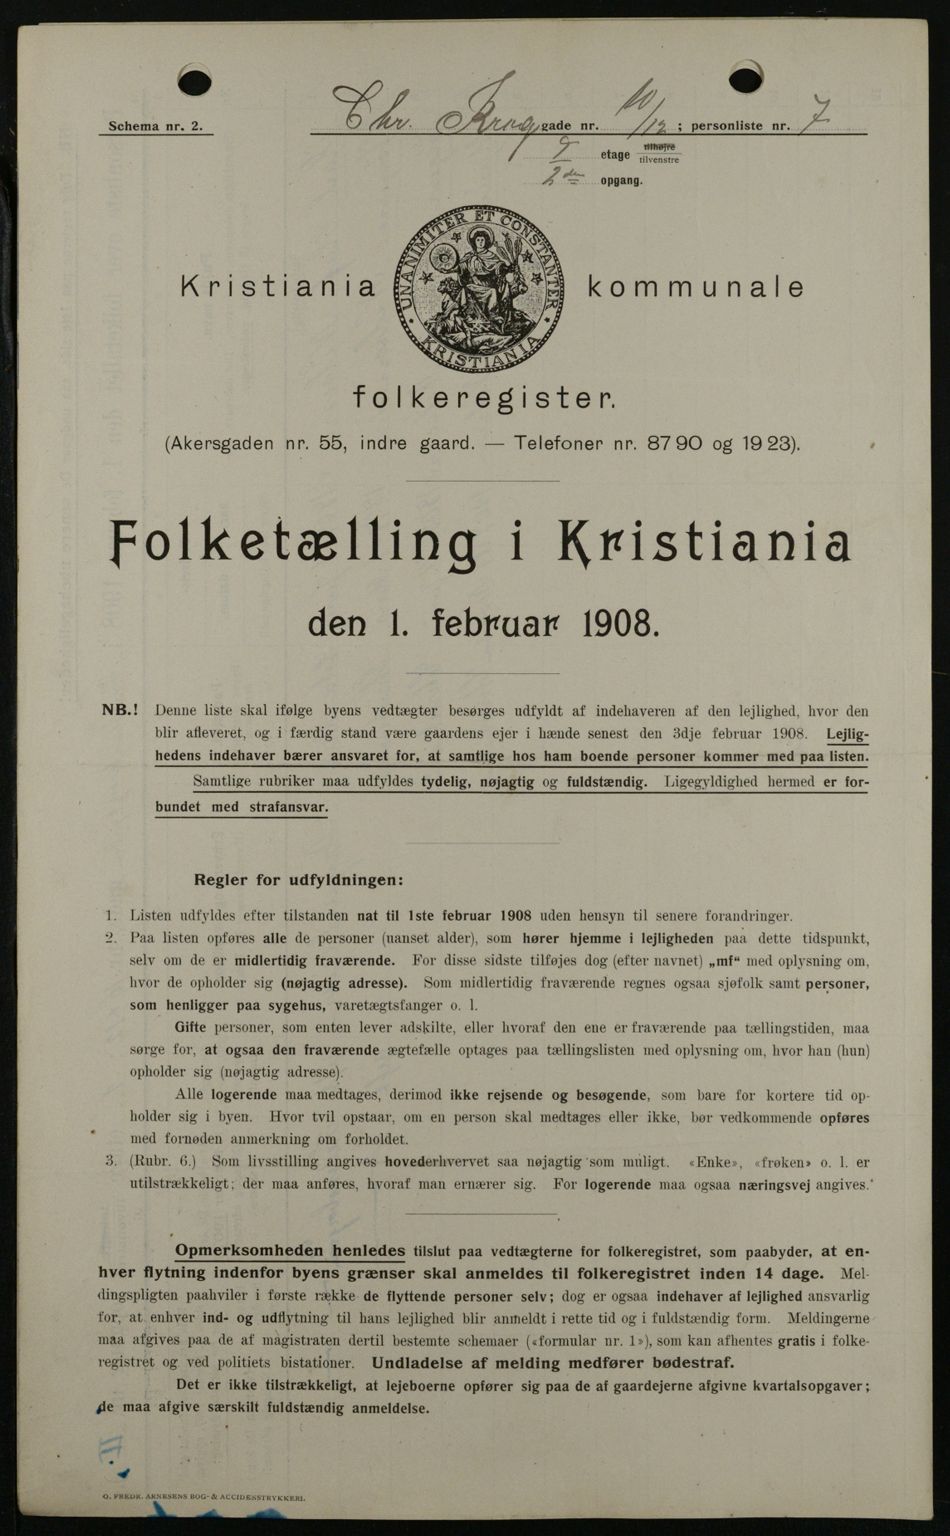 Schema nr. 2.
Chr. Krog gade nr. 10/12; personliste nr. 7
etage tilhøjre
tilvenstre
2den opgang.
Kristiania kommunale
UNANIMITER ET CONSTANTER
KRISTIANIA
folkeregister.
(Akersgaden nr. 55, indre gaard. — Telefoner nr. 87 90 og 19 23).
Folketælling i Kristiania
den 1. februar 1908.
NB.! Denne liste skal ifølge byens vedtægter besørges udfyldt af indehaveren af den lejlighed, hvor den
blir afleveret, og i færdig stand være gaardens ejer i hænde senest den 3dje februar 1908. Lejlig-
hedens indehaver bærer ansvaret for, at samtlige hos ham boende personer kommer med paa listen.
Samtlige rubriker maa udfyldes tydelig, nøjagtig og fuldstændig. Ligegyldighed hermed er for-
bundet med strafansvar.
Regler for udfyldningen:
1. Listen udfyldes efter tilstanden nat til 1ste februar 1908 uden hensyn til senere forandringer.
2. Paa listen opføres alle de personer (uanset alder), som hører hjemme i lejligheden paa dette tidspunkt,
selv om de er midlertidig fraværende. For disse sidste tilføjes dog (efter navnet) „mf“ med oplysning om,
hvor de opholder sig (nøjagtig adresse). Som midlertidig fraværende regnes ogsaa sjøfolk samt personer,
som henligger paa sygehus, varetægtsfanger o. l.
Gifte personer, som enten lever adskilte, eller hvoraf den ene er fraværende paa tællingstiden, maa
sørge for, at ogsaa den fraværende ægtefælle optages paa tællingslisten med oplysning om, hvor han (hun)
opholder sig (nøjagtig adresse).
Alle logerende maa medtages, derimod ikke rejsende og besøgende, som bare for kortere tid op-
holder sig i byen. Hvor tvil opstaar, om en person skal medtages eller ikke, bør vedkommende opføres
med fornøden anmerkning om forholdet.
3. (Rubr. 6.) Som livsstilling angives hovederhvervet saa nøjagtig som muligt. «Enke», «frøken» o. l. er
utilstrækkeligt; der maa anføres, hvoraf man ernærer sig. For logerende maa ogsaa næringsvej angives.
Opmerksomheden henledes tilslut paa vedtægterne for folkeregistret, som paabyder, at en-
hver flytning indenfor byens grænser skal anmeldes til folkeregistret inden 14 dage. Mel-
dingspligten paahviler i første række de flyttende personer selv; dog er ogsaa indehaver af lejlighed ansvarlig
for, at enhver ind- og udflytning til hans lejlighed blir anmeldt i rette tid og i fuldstændig form. Meldingerne
maa afgives paa de af magistraten dertil bestemte schemaer («formular nr. 1»), som kan afhentes gratis i folke-
registret og ved politiets bistationer. Undladelse af melding medfører bødestraf.
Det er ikke tilstrækkeligt, at lejeboerne opfører sig paa de af gaardejerne afgivne kvartalsopgaver;
de maa afgive særskilt fuldstændig anmeldelse.
O. FREDR. ARNESENS BOG- & ACCIDENSTRYKKERI.